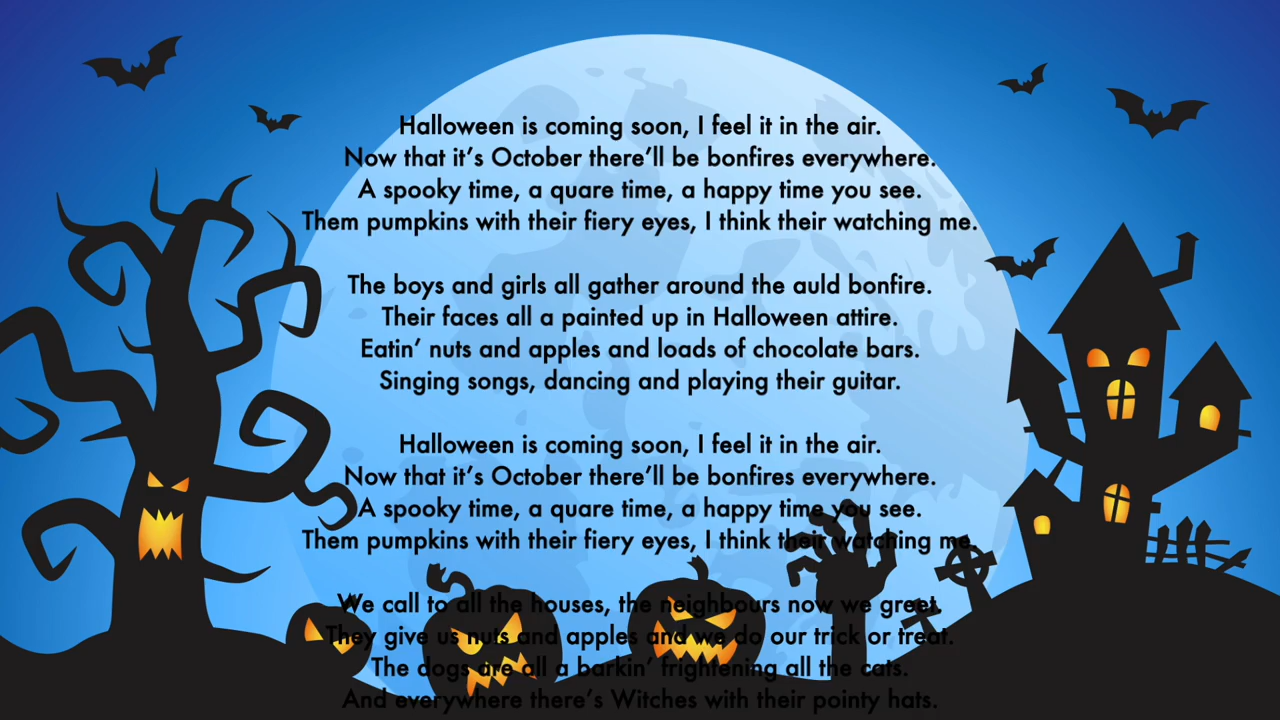 Halloween is coming soon, I feel it in the air.
Now that it's October there'll be bonfires everywhere.
A spooky time, a quare time, a happy time you see.
Them pumpkins with their fiery eyes, I think their watching me.
The boys and girls all gather around the auld bonfire.
Their faces all a painted up in Halloween attire.
Eatin' nuts and apples and loads of chocolate bars.
Singing songs, dancing and playing their guitar.
Halloween is coming soon, I feel it in the air.
Now that it's October there'll be bonfires everywhere.
A spooky time, a quare time, a happy time you see.
Them pumpkins with their fiery eyes, I think their watching me.
We call to all the houses, the neighbours now we greet.
They give us nuts and apples and we do our trick or treat.
The dogs are all a barkin' frightening all the cats.
And everywhere there's Witches with their pointy hats.